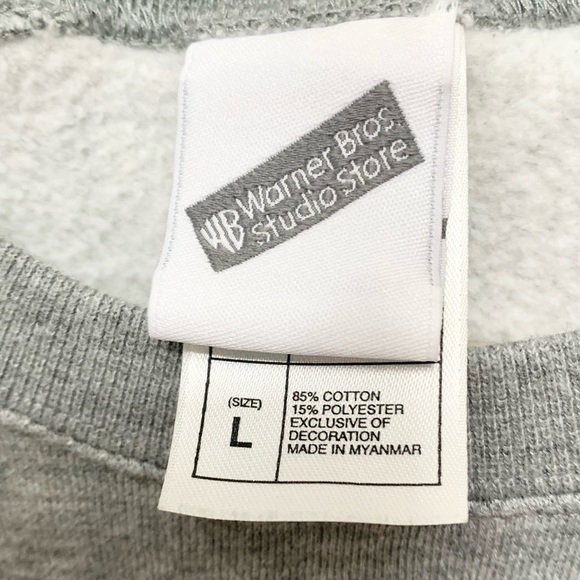 WB Warner Bros.
Studio Store
(SIZE)
L
85% COTTON
15% POLYESTER
EXCLUSIVE OF
DECORATION
MADE IN MYANMAR